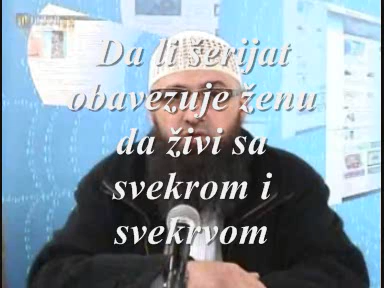 Da li šerijat
obavezuje ženu
da živi sa
svekrom i
svekrvom